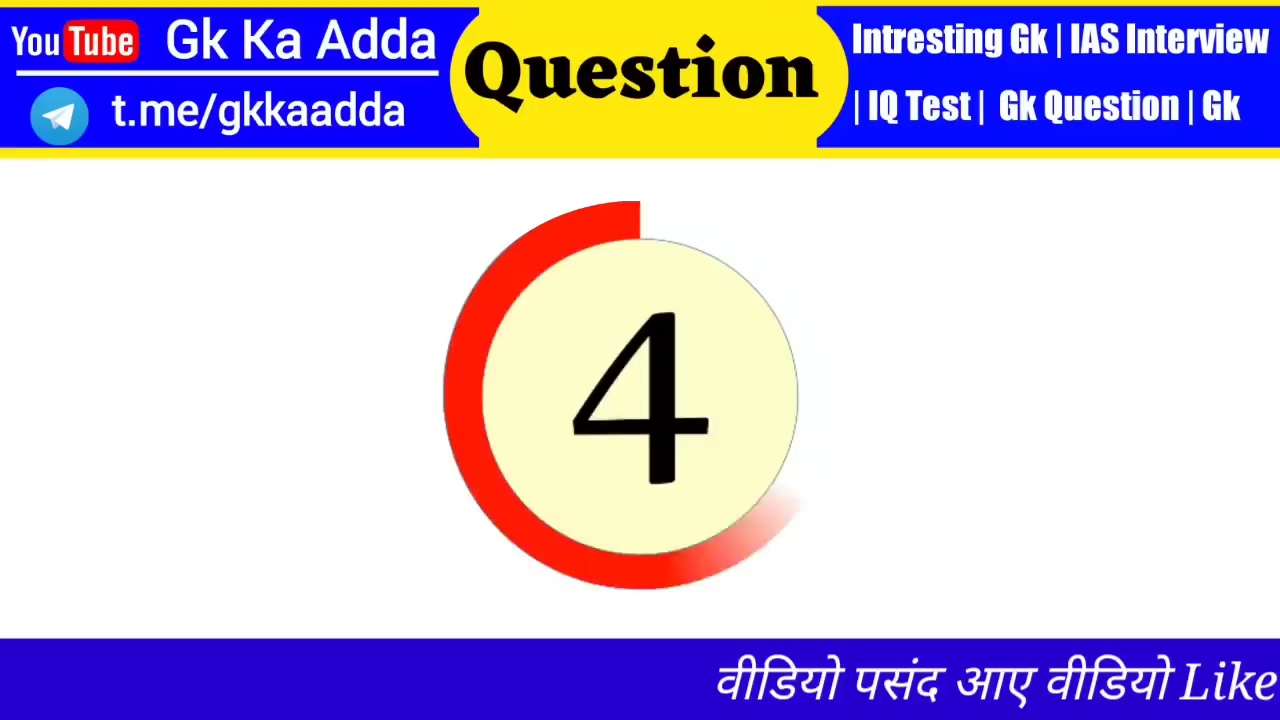 YouTube Gk Ka Adda
t.me/gkkaadda
Question
Intresting Gk | IAS Interview
| IQ Test | Gk Question | Gk
4
वीडियो पसंद आए वीडियो Like